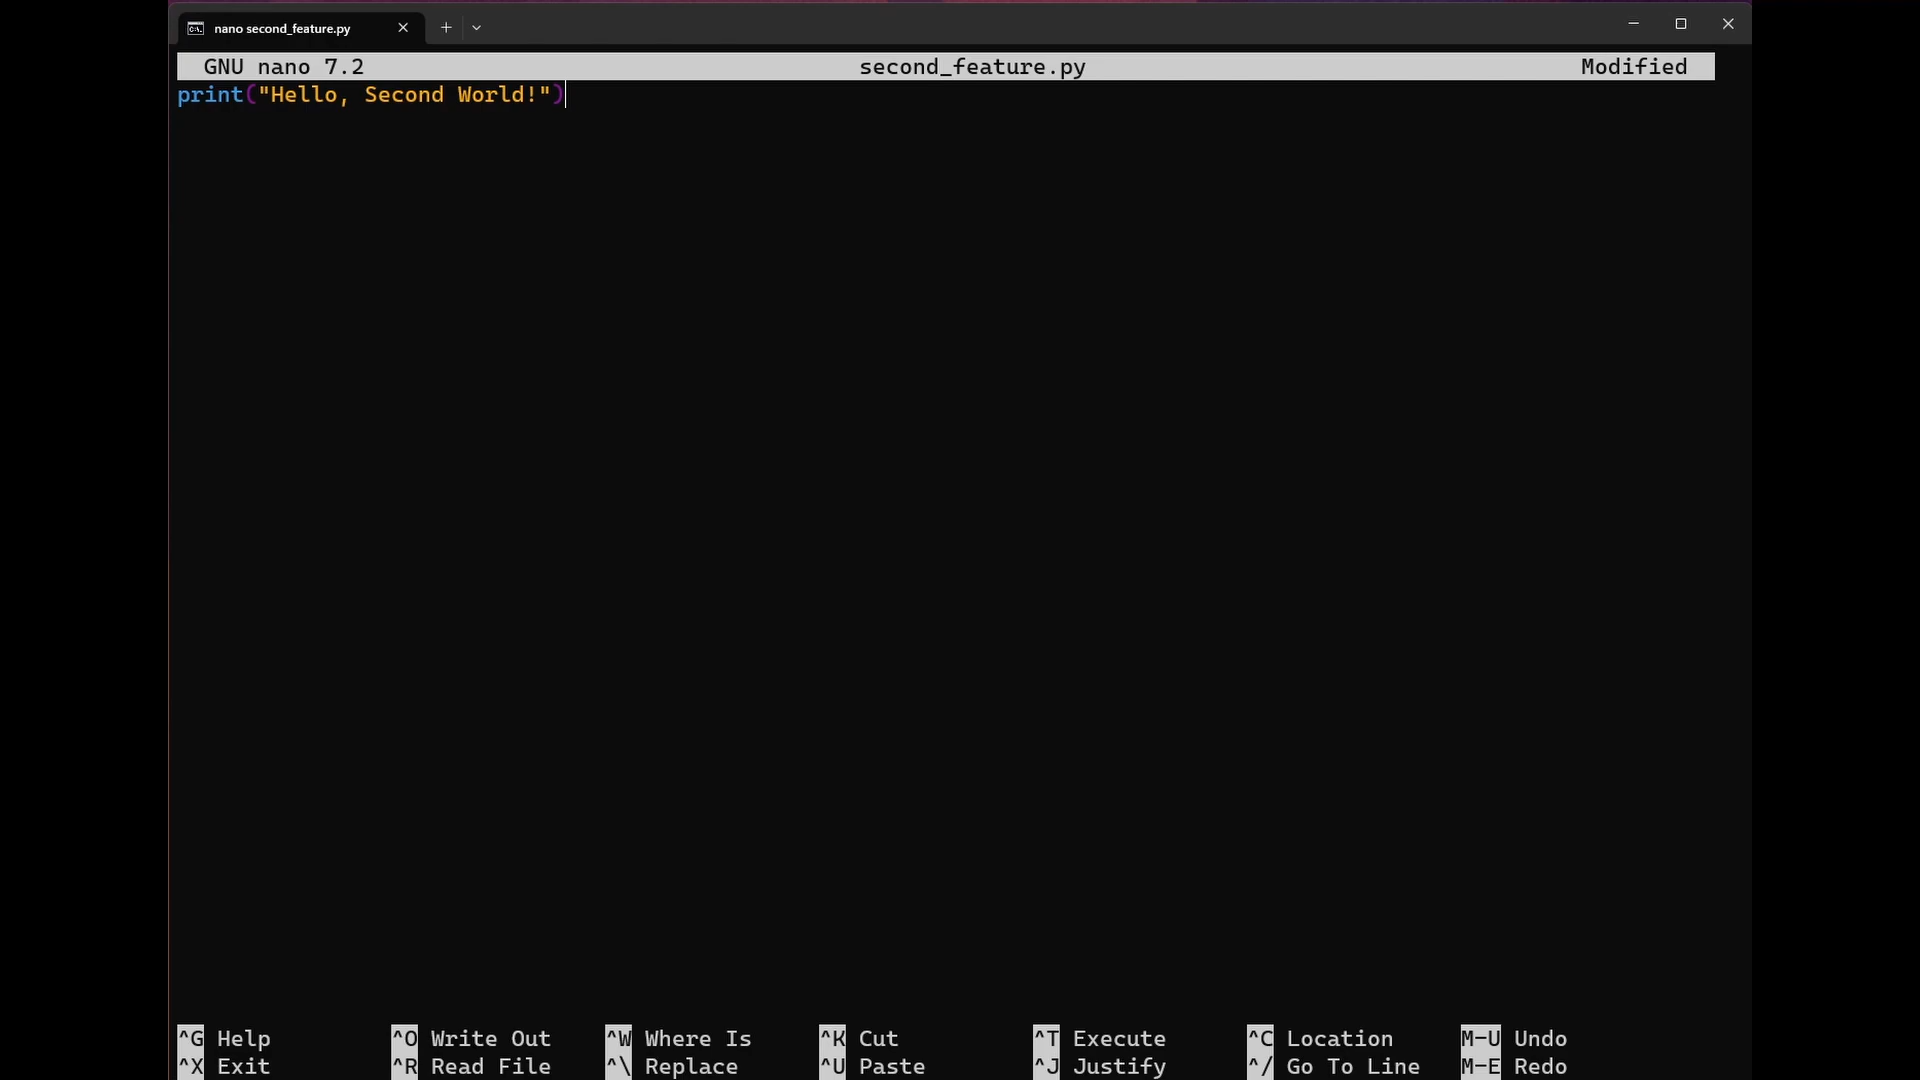 nano second_feature.py
GNU nano 7.2 second_feature.py Modified
print("Hello, Second World!")
^G Help ^O Write Out ^W Where Is ^K Cut ^T Execute ^C Location M-U Undo
^X Exit ^R Read File ^\ Replace ^U Paste ^J Justify ^/ Go To Line M-E Redo